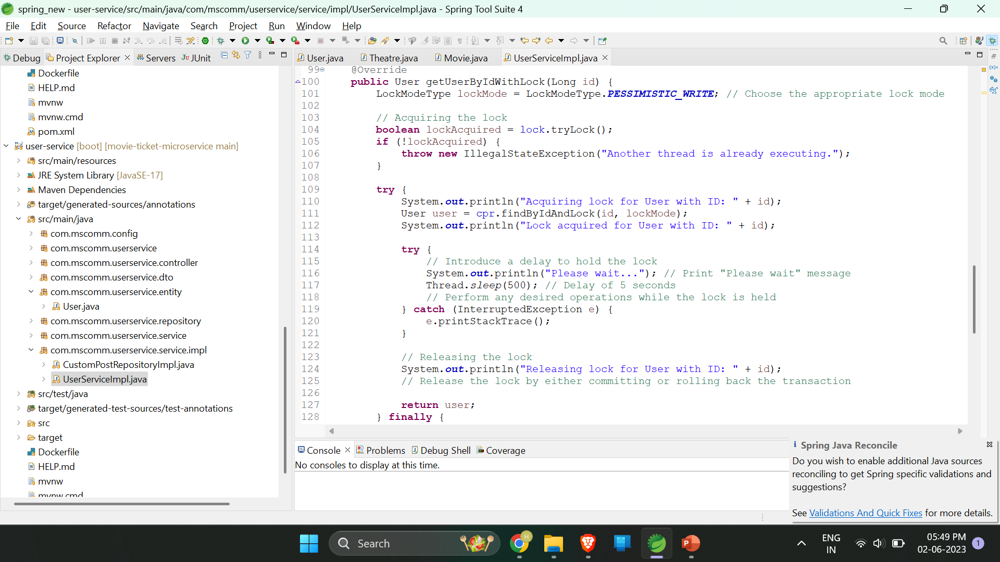 spring_new - user-service/src/main/java/com/mscomm/userservice/service/impl/UserServiceImpl.java - Spring Tool Suite 4
File Edit Source Refactor Navigate Search Project Run Window Help
Debug Project Explorer Servers JUnit
User.java Theatre.java Movie.java UserServiceImpl.java
Dockerfile
HELP.md
mvnw
mvnw.cmd
pom.xml
user-service [boot] [movie-ticket-microservice main]
src/main/resources
JRE System Library [JavaSE-17]
Maven Dependencies
target/generated-sources/annotations
src/main/java
com.mscomm.config
com.mscomm.userservice
com.mscomm.userservice.controller
com.mscomm.userservice.dto
com.mscomm.userservice.entity
User.java
com.mscomm.userservice.repository
com.mscomm.userservice.service
com.mscomm.userservice.service.impl
CustomPostRepositoryImpl.java
UserServiceImpl.java
src/test/java
target/generated-test-sources/test-annotations
src
target
Dockerfile
HELP.md
mvnw
mvnw.cmd
99 @Override
100 public User getUserByIdWithLock(Long id) {
101 LockModeType lockMode = LockModeType.PESSIMISTIC_WRITE; // Choose the appropriate lock mode
102
103 // Acquiring the lock
104 boolean lockAcquired = lock.tryLock();
105 if (!lockAcquired) {
106 throw new IllegalStateException("Another thread is already executing.");
107 }
108
109 try {
110 System.out.println("Acquiring lock for User with ID: " + id);
111 User user = cpr.findByIdAndLock(id, lockMode);
112 System.out.println("Lock acquired for User with ID: " + id);
113
114 try {
115 // Introduce a delay to hold the lock
116 System.out.println("Please wait..."); // Print "Please wait" message
117 Thread.sleep(500); // Delay of 5 seconds
118 // Perform any desired operations while the lock is held
119 } catch (InterruptedException e) {
120 e.printStackTrace();
121 }
122
123 // Releasing the lock
124 System.out.println("Releasing lock for User with ID: " + id);
125 // Release the lock by either committing or rolling back the transaction
126
127 return user;
128 } finally {
Console Problems Debug Shell Coverage
No consoles to display at this time.
Spring Java Reconcile
Do you wish to enable additional Java sources
reconciling to get Spring specific validations and
suggestions?
See Validations And Quick Fixes for more details.
Search
ENG
IN
05:49 PM
02-06-2023
1